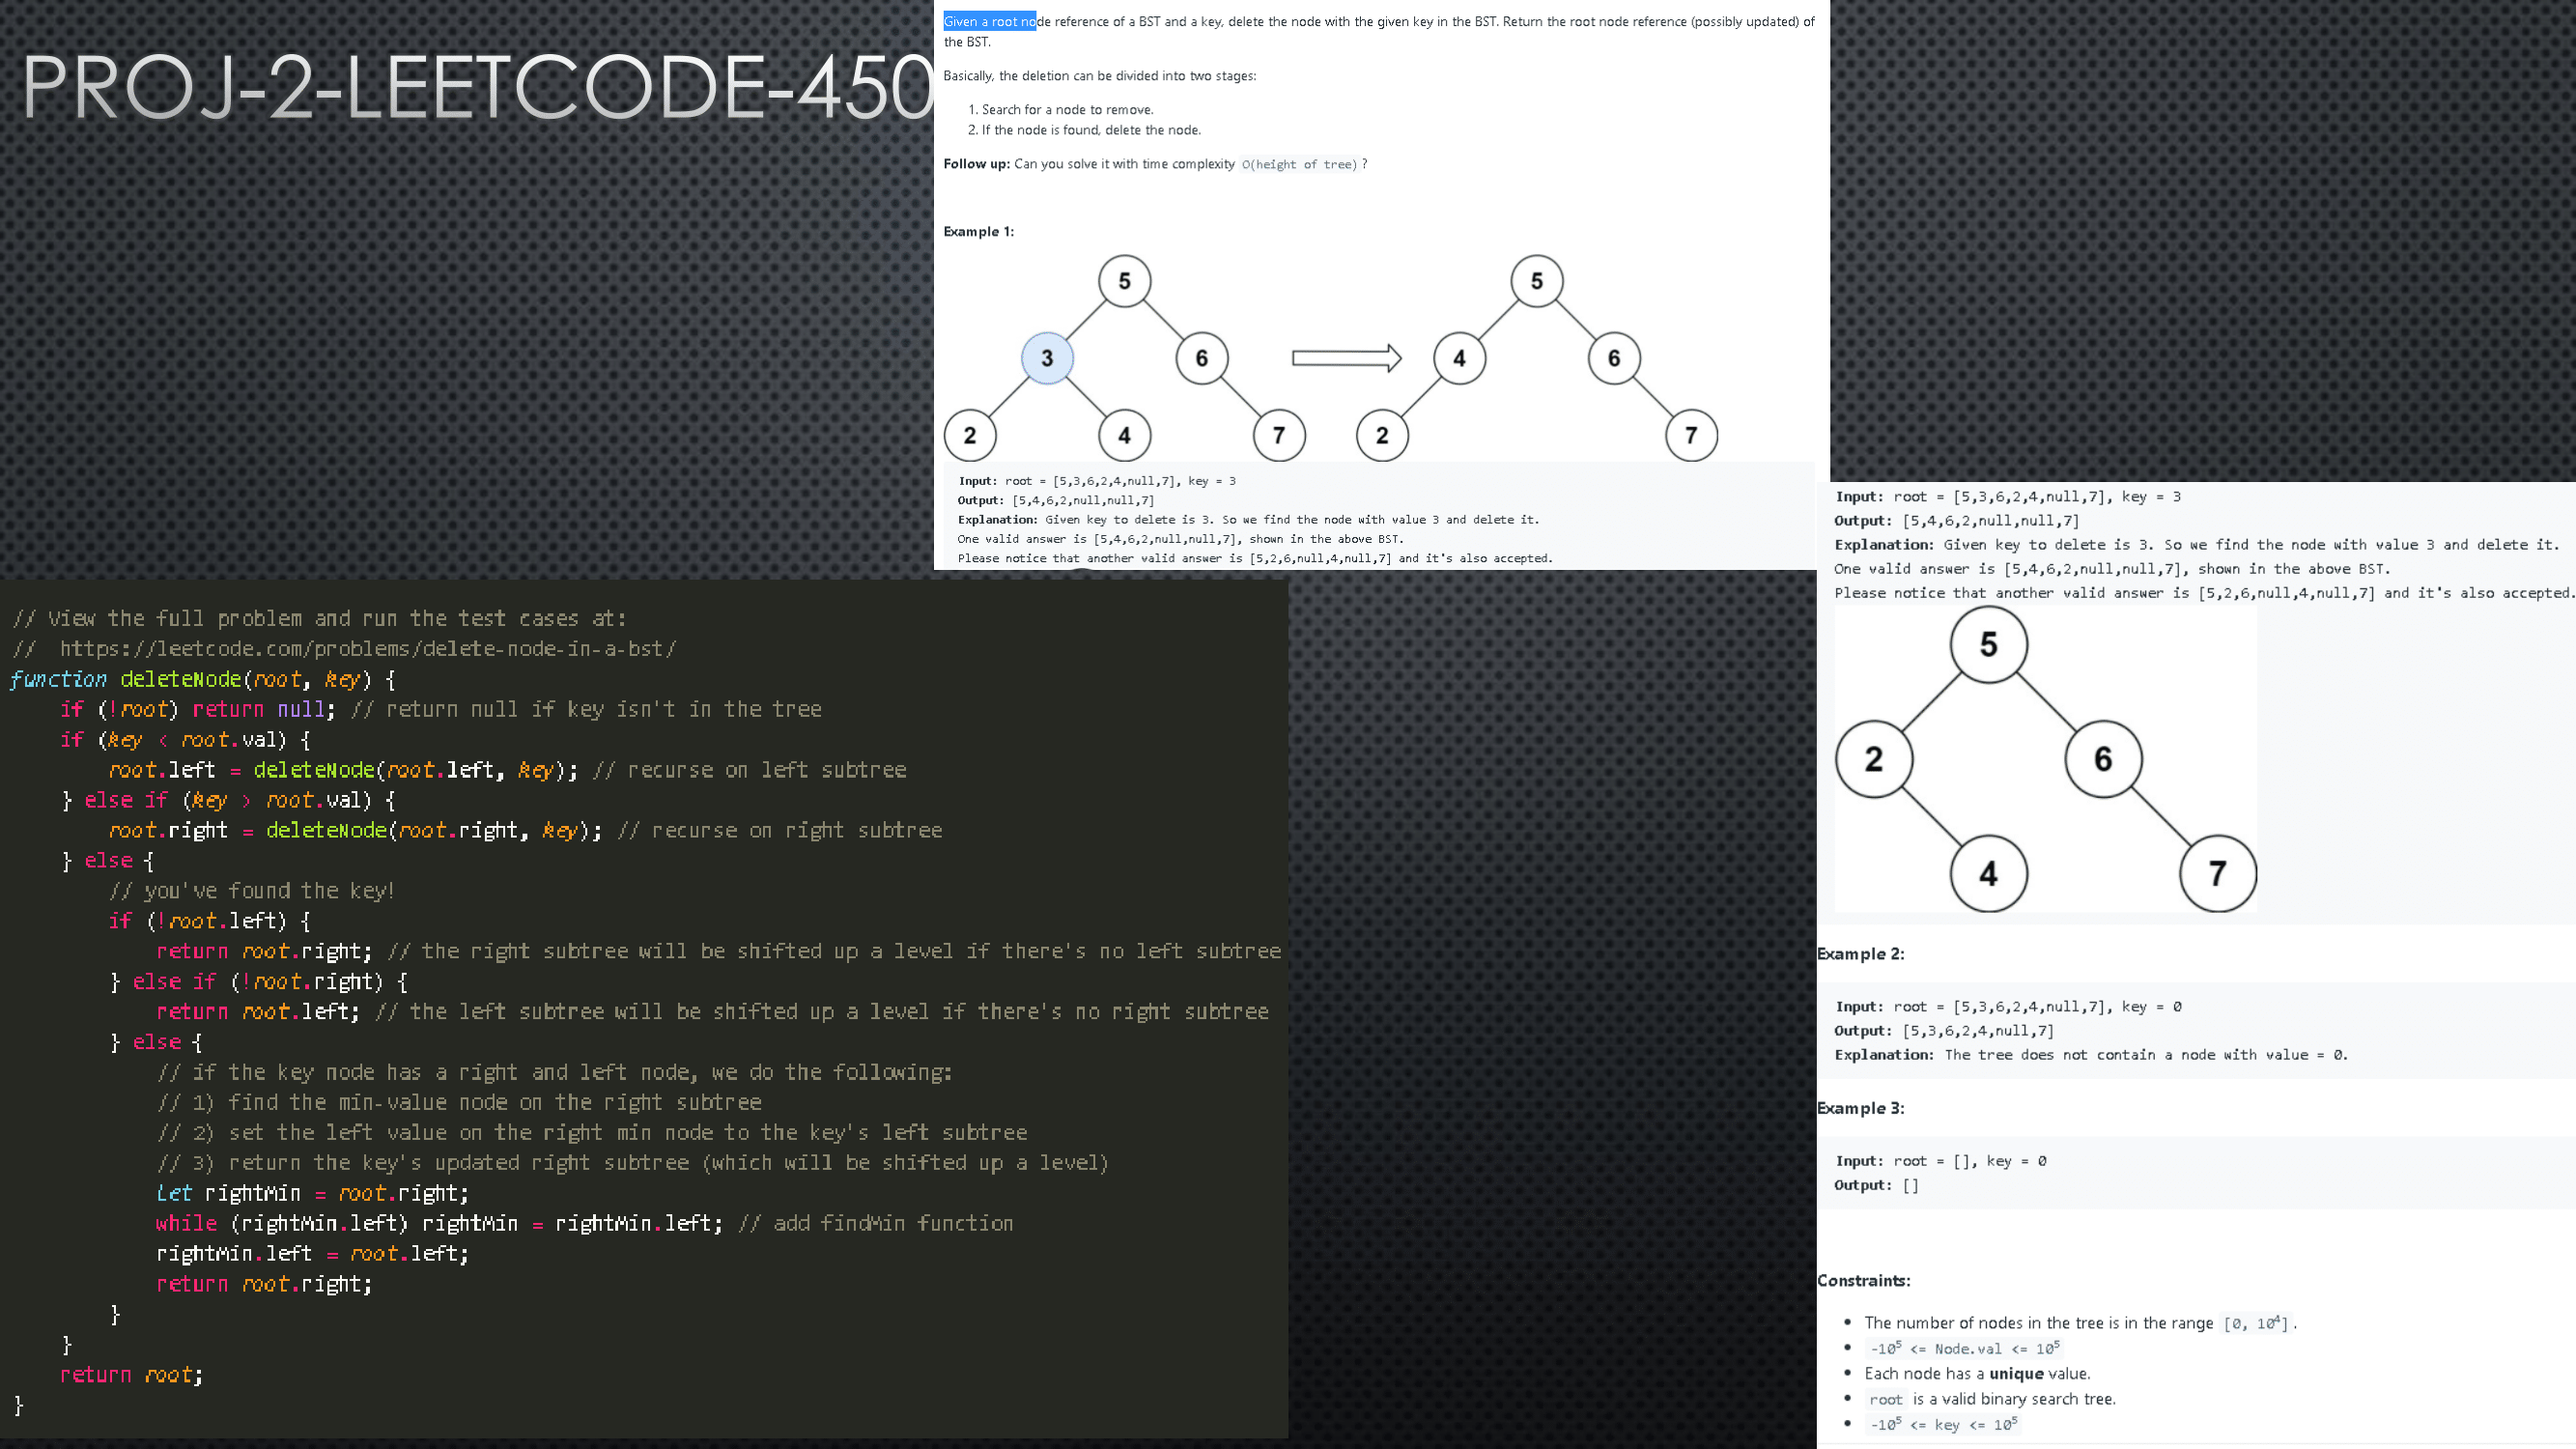 PROJ-2-LEETCODE-450
Given a root node reference of a BST and a key, delete the node with the given key in the BST. Return the root node reference (possibly updated) of
the BST.
Basically, the deletion can be divided into two stages:
1. Search for a node to remove.
2. If the node is found, delete the node.
Follow up: Can you solve it with time complexity O(height of tree) ?
Example 1:
5 5
3 6 4 6
2 4 7 2 7
Input: root = [5,3,6,2,4,null,7], key = 3
Output: [5,4,6,2,null,null,7]
Explanation: Given key to delete is 3. So we find the node with value 3 and delete it.
One valid answer is [5,4,6,2,null,null,7], shown in the above BST.
Please notice that another valid answer is [5,2,6,null,4,null,7] and it's also accepted.
// View the full problem and run the test cases at:
//  https://leetcode.com/problems/delete-node-in-a-bst/
function deleteNode(root, key) {
    if (!root) return null; // return null if key isn't in the tree
    if (key < root.val) {
        root.left = deleteNode(root.left, key); // recurse on left subtree
    } else if (key > root.val) {
        root.right = deleteNode(root.right, key); // recurse on right subtree
    } else {
        // you've found the key!
        if (!root.left) {
            return root.right; // the right subtree will be shifted up a level if there's no left subtree
        } else if (!root.right) {
            return root.left; // the left subtree will be shifted up a level if there's no right subtree
        } else {
            // if the key node has a right and left node, we do the following:
            // 1) find the min-value node on the right subtree
            // 2) set the left value on the right min node to the key's left subtree
            // 3) return the key's updated right subtree (which will be shifted up a level)
            let rightMin = root.right;
            while (rightMin.left) rightMin = rightMin.left; // add findMin function
            rightMin.left = root.left;
            return root.right;
        }
    }
    return root;
}
Input: root = [5,3,6,2,4,null,7], key = 3
Output: [5,4,6,2,null,null,7]
Explanation: Given key to delete is 3. So we find the node with value 3 and delete it.
One valid answer is [5,4,6,2,null,null,7], shown in the above BST.
Please notice that another valid answer is [5,2,6,null,4,null,7] and it's also accepted.
5
2 6
4 7
Example 2:
Input: root = [5,3,6,2,4,null,7], key = 0
Output: [5,3,6,2,4,null,7]
Explanation: The tree does not contain a node with value = 0.
Example 3:
Input: root = [], key = 0
Output: []
Constraints:
• The number of nodes in the tree is in the range [0, 10⁴].
• -10⁵ <= Node.val <= 10⁵
• Each node has a unique value.
• root is a valid binary search tree.
• -10⁵ <= key <= 10⁵